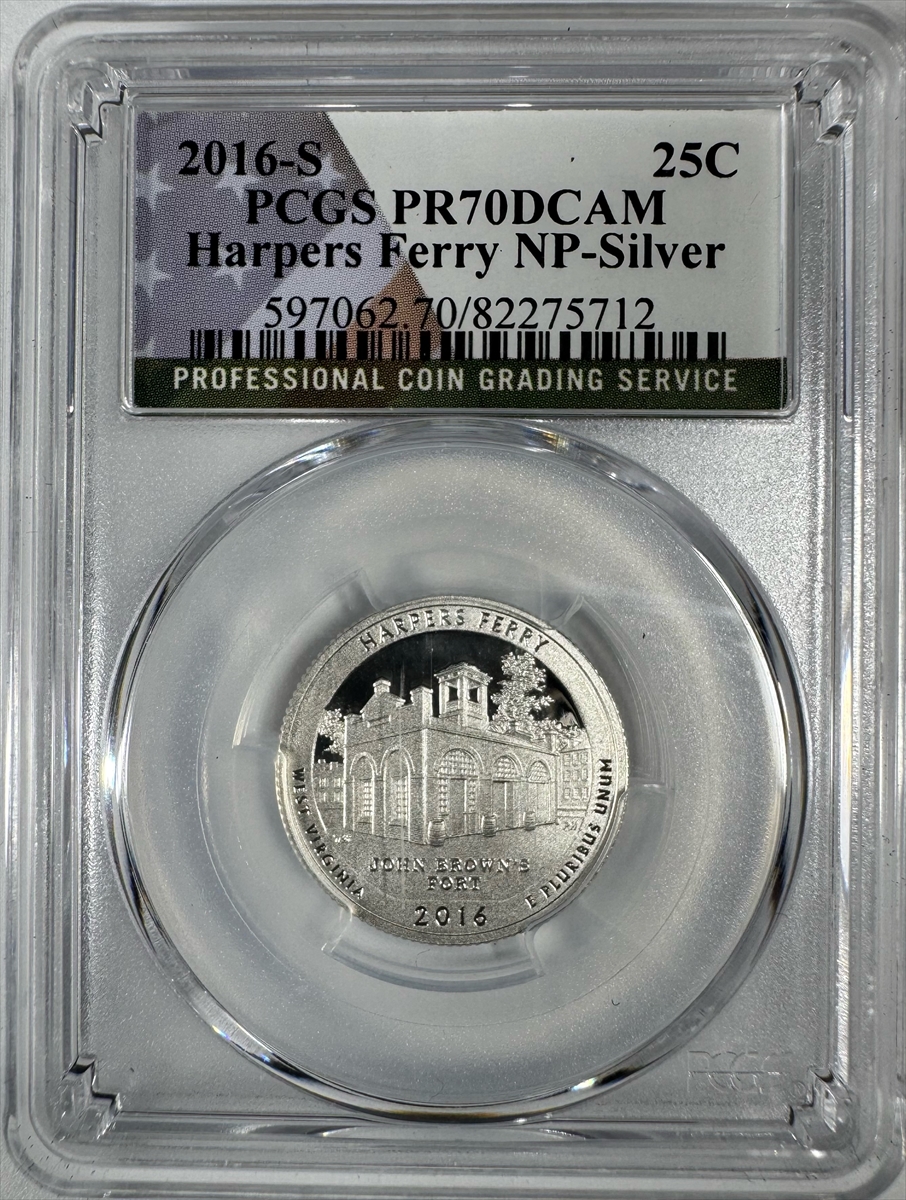 2016-S 25C
PCGS PR70DCAM
Harpers Ferry NP-Silver
597062.70/82275712
PROFESSIONAL COIN GRADING SERVICE
HARPERS FERRY
WEST VIRGINIA
E PLURIBUS UNUM
JOHN BROWN'S
FORT
2016
PCGS